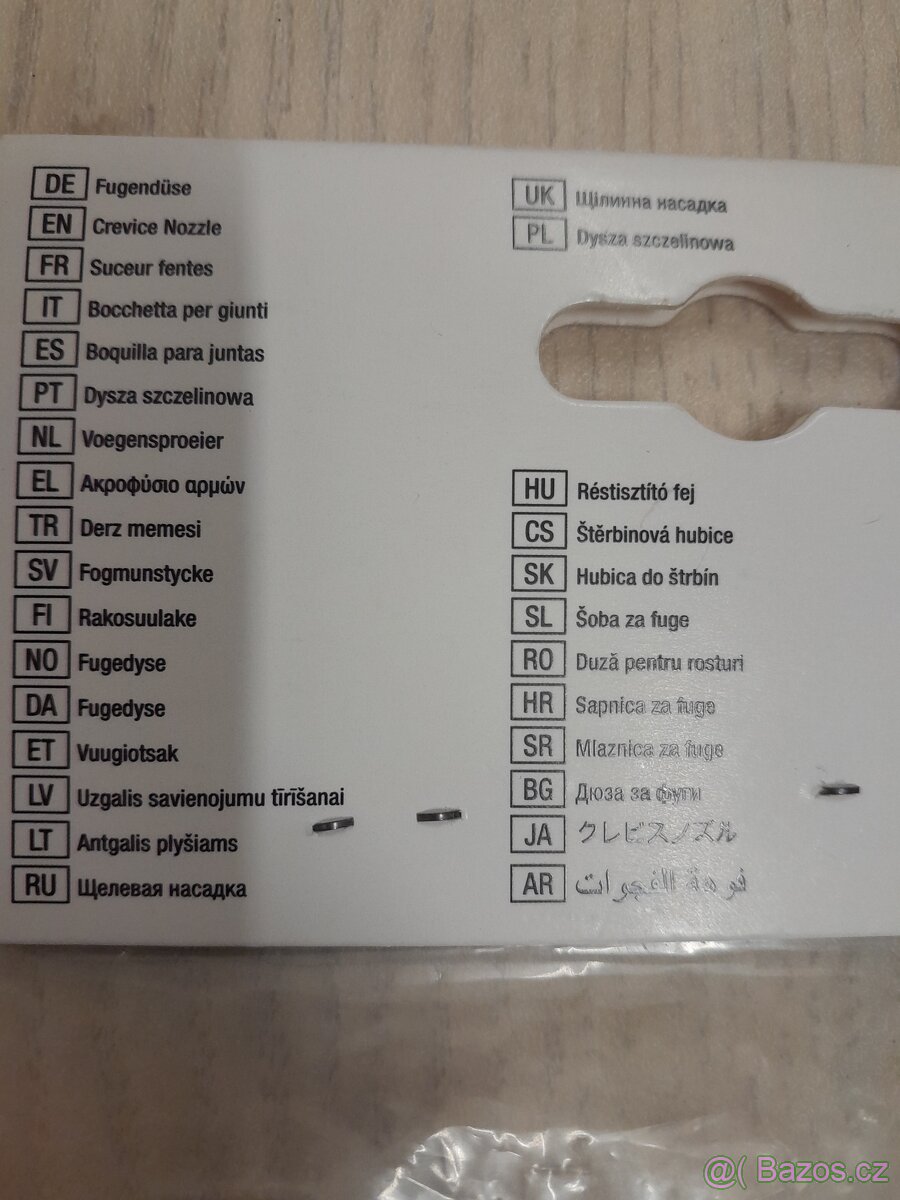 DE Fugendüse
EN Crevice Nozzle
FR Suceur fentes
IT Bocchetta per giunti
ES Boquilla para juntas
PT Dysza szczelinowa
NL Voegensproeier
EL Ακροφύσιο αρμών
TR Derz memesi
SV Fogmunstycke
FI Rakosuulake
NO Fugedyse
DA Fugedyse
ET Vuugiotsak
LV Uzgalis savienojumu tīrīšanai
LT Antgalis plyšiams
RU Щелевая насадка
UK Щілинна насадка
PL Dysza szczelinowa
HU Réstisztító fej
CS Štěrbinová hubice
SK Hubica do štrbín
SL Šoba za fuge
RO Duză pentru rosturi
HR Sapnica za fuge
SR Mlaznica za fuge
BG Дюза за фуги
JA クレビスノズル
AR فوهة الفجوات
@( Bazos.cz